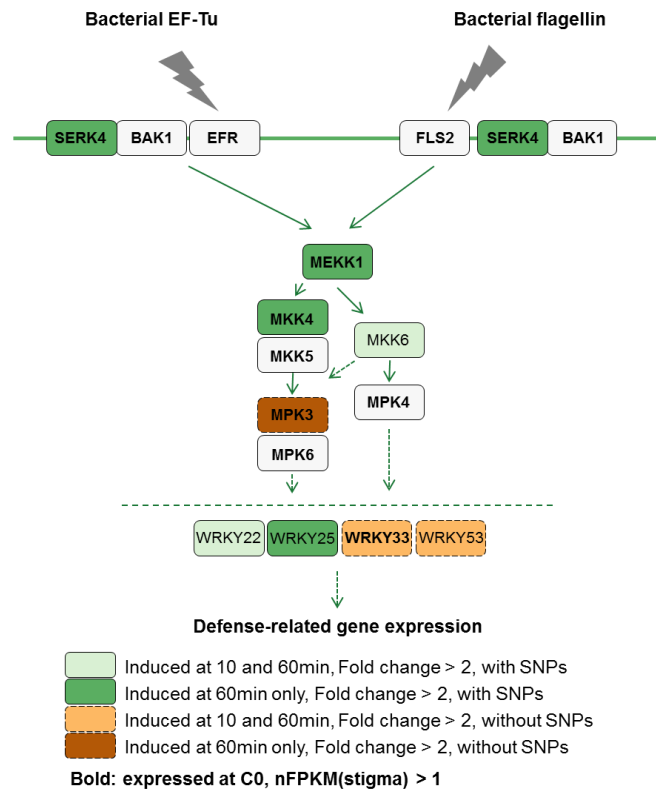 Bacterial EF-Tu
Bacterial flagellin
SERK4 BAK1 EFR
FLS2 SERK4 BAK1
MEKK1
MKK4
MKK6
MKK5
MPK3
MPK4
MPK6
WRKY22 WRKY25 WRKY33 WRKY53
Defense-related gene expression
Induced at 10 and 60min, Fold change > 2, with SNPs
Induced at 60min only, Fold change > 2, with SNPs
Induced at 10 and 60min, Fold change > 2, without SNPs
Induced at 60min only, Fold change > 2, without SNPs
Bold: expressed at C0, nFPKM(stigma) > 1